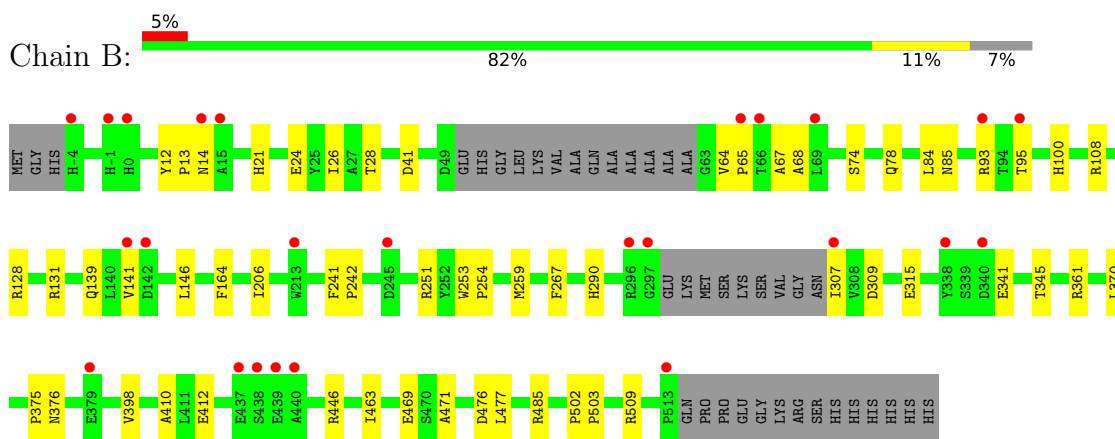 5%
Chain B:
82% 11% 7%
MET GLY HIS H-4 H-1 H0 Y12 P13 N14 A15 H21 E24 Y25 I26 A27 T28 D41 D49 GLU HIS GLY LEU LYS VAL ALA GLN ALA ALA ALA ALA ALA G63 V64 P65 T66 A67 A68 L69 S74 Q78 L84 N85 R93 T94 T95 H100 R108
R128 R131 Q139 L140 V141 D142 L146 F164 I206 W213 F241 P242 D245 R251 Y252 W253 P254 M259 F267 H290 R296 G297 GLU LYS MET SER LYS SER VAL GLY ASN I307 V308 D309 E315 Y338 S339 D340 E341 T345 R361 L370
P375 N376 E379 V398 A410 L411 E412 E437 S438 E439 A440 R446 I463 E469 S470 A471 D476 L477 R485 P502 P503 R509 P513 GLN PRO PRO GLU GLY LYS ARG SER HIS HIS HIS HIS HIS HIS